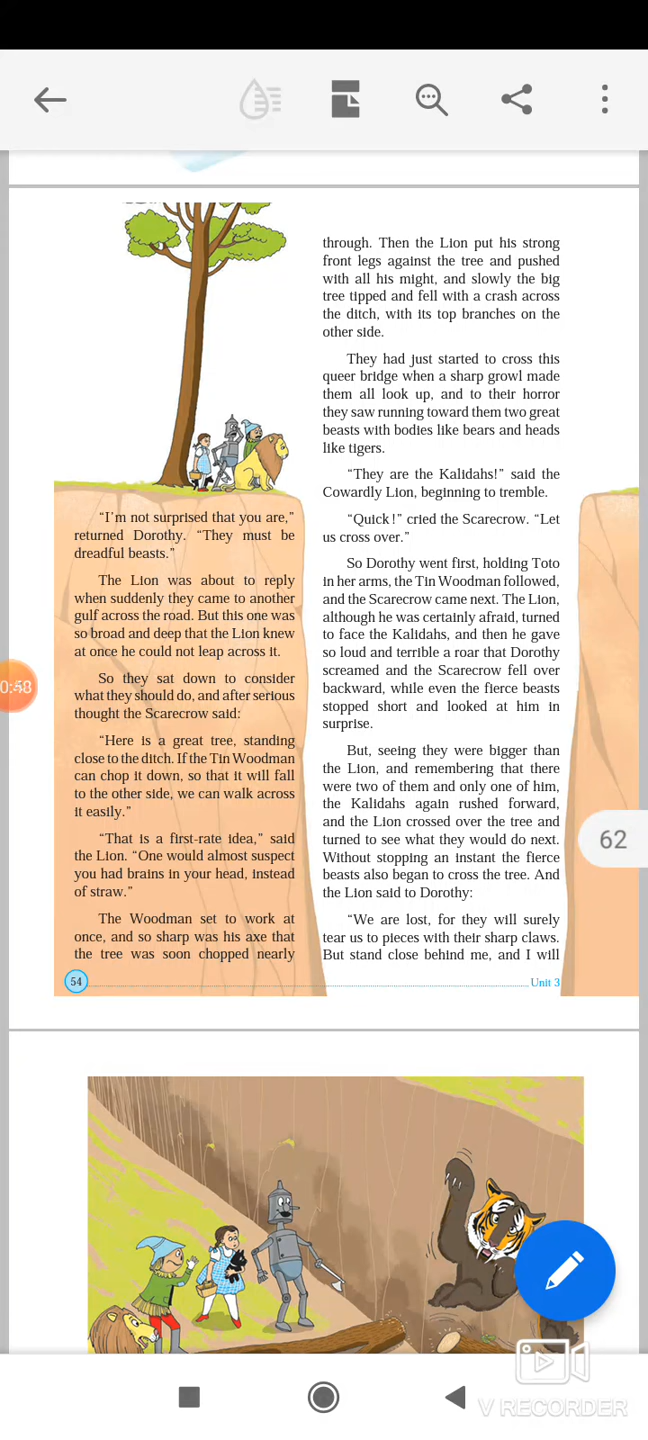 through. Then the Lion put his strong
front legs against the tree and pushed
with all his might, and slowly the big
tree tipped and fell with a crash across
the ditch, with its top branches on the
other side.
They had just started to cross this
queer bridge when a sharp growl made
them all look up, and to their horror
they saw running toward them two great
beasts with bodies like bears and heads
like tigers.
“They are the Kalidahs!” said the
Cowardly Lion, beginning to tremble.
“Quick!” cried the Scarecrow. “Let
us cross over.”
So Dorothy went first, holding Toto
in her arms, the Tin Woodman followed,
and the Scarecrow came next. The Lion,
although he was certainly afraid, turned
to face the Kalidahs, and then he gave
so loud and terrible a roar that Dorothy
screamed and the Scarecrow fell over
backward, while even the fierce beasts
stopped short and looked at him in
surprise.
But, seeing they were bigger than
the Lion, and remembering that there
were two of them and only one of him,
the Kalidahs again rushed forward,
and the Lion crossed over the tree and
turned to see what they would do next.
Without stopping an instant the fierce
beasts also began to cross the tree. And
the Lion said to Dorothy:
“We are lost, for they will surely
tear us to pieces with their sharp claws.
But stand close behind me, and I will
“I’m not surprised that you are,”
returned Dorothy. “They must be
dreadful beasts.”
The Lion was about to reply
when suddenly they came to another
gulf across the road. But this one was
so broad and deep that the Lion knew
at once he could not leap across it.
So they sat down to consider
what they should do, and after serious
thought the Scarecrow said:
“Here is a great tree, standing
close to the ditch. If the Tin Woodman
can chop it down, so that it will fall
to the other side, we can walk across
it easily.”
“That is a first-rate idea,” said
the Lion. “One would almost suspect
you had brains in your head, instead
of straw.”
The Woodman set to work at
once, and so sharp was his axe that
the tree was soon chopped nearly
54
Unit 3
0:58
62
V RECORDER